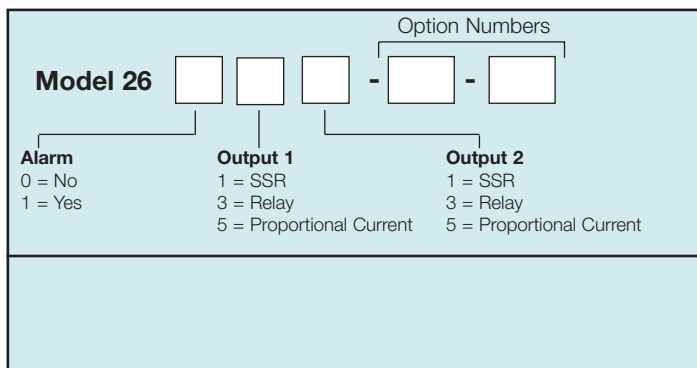 Option Numbers
Model 26 - -
Alarm
0 = No
1 = Yes
Output 1
1 = SSR
3 = Relay
5 = Proportional Current
Output 2
1 = SSR
3 = Relay
5 = Proportional Current